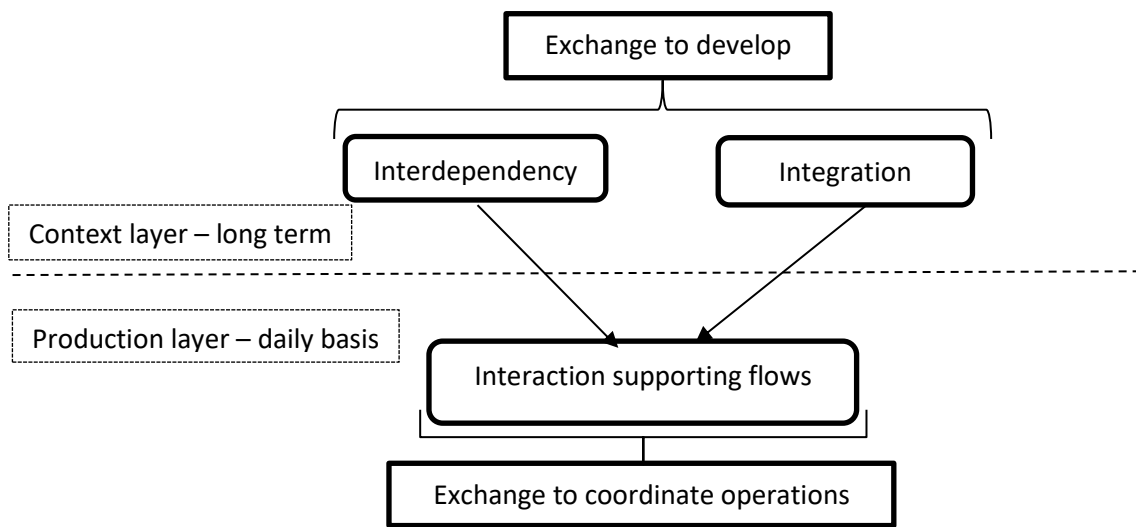 Exchange to develop
Interdependency
Integration
Context layer – long term
Production layer – daily basis
Interaction supporting flows
Exchange to coordinate operations